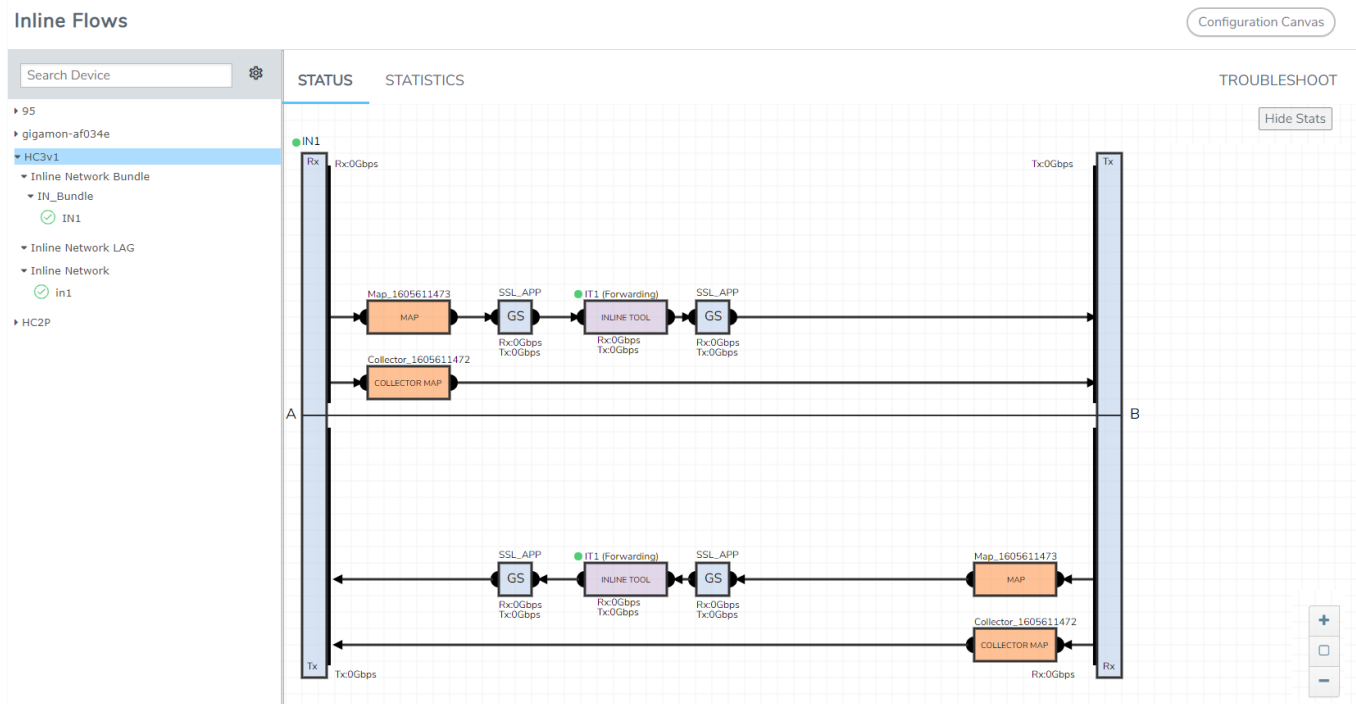 Inline Flows
Configuration Canvas
Search Device
STATUS
STATISTICS
TROUBLESHOOT
95
gigamon-af034e
HC3v1
Inline Network Bundle
IN_Bundle
IN1
Inline Network LAG
Inline Network
in1
HC2P
Hide Stats
IN1
Rx
Rx:0Gbps
Tx:0Gbps
Tx
Map_1605611473
SSL_APP
IT1 (Forwarding)
SSL_APP
MAP
GS
INLINE TOOL
GS
Rx:0Gbps
Tx:0Gbps
Rx:0Gbps
Tx:0Gbps
Rx:0Gbps
Tx:0Gbps
Collector_1605611472
COLLECTOR MAP
A
B
SSL_APP
IT1 (Forwarding)
SSL_APP
Map_1605611473
GS
INLINE TOOL
GS
MAP
Rx:0Gbps
Tx:0Gbps
Rx:0Gbps
Tx:0Gbps
Rx:0Gbps
Tx:0Gbps
Collector_1605611472
COLLECTOR MAP
Tx
Tx:0Gbps
Rx:0Gbps
Rx